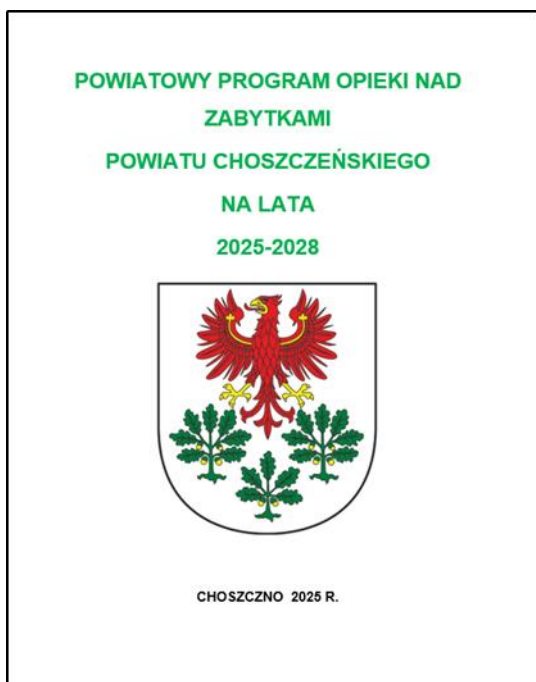 POWIATOWY PROGRAM OPIEKI NAD
ZABYTKAMI
POWIATU CHOSZCZEŃSKIEGO
NA LATA
2025-2028
CHOSZCZNO 2025 R.